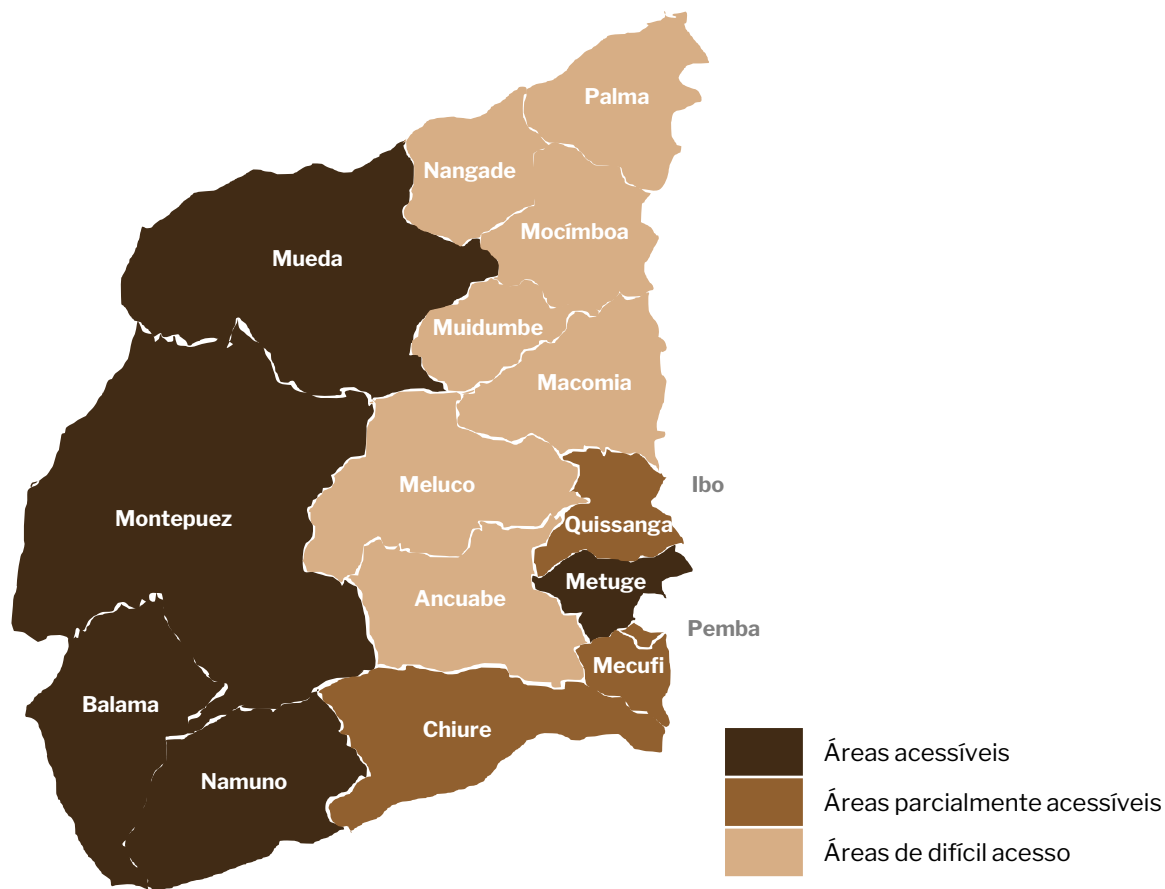 Palma
Nangade
Mocímboa
Mueda
Muidumbe
Macomia
Meluco
Ibo
Montepuez
Quissanga
Metuge
Ancuabe
Pemba
Mecufi
Balama
Chiure
Namuno
Áreas acessíveis
Áreas parcialmente acessíveis
Áreas de difícil acesso